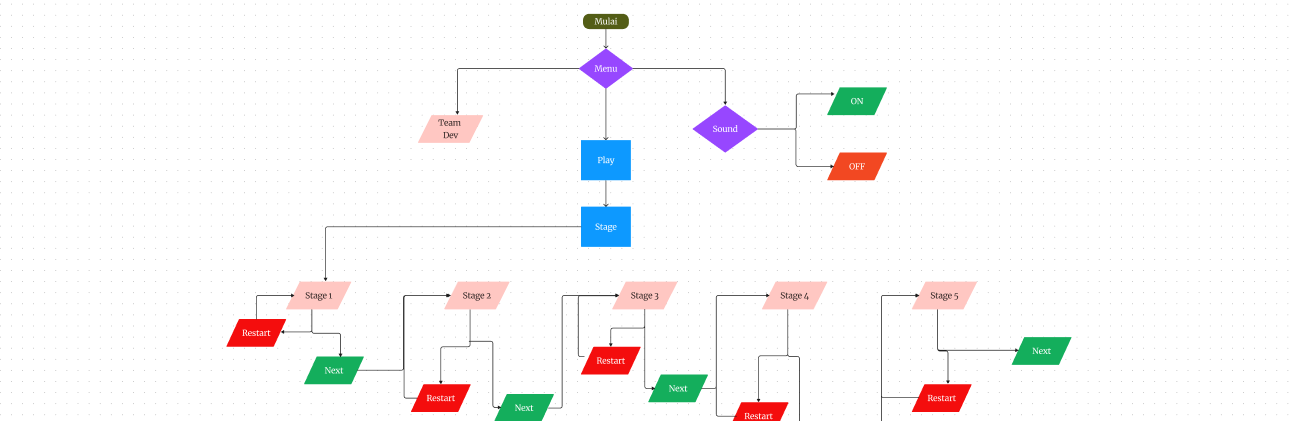 Mulai
Menu
Team
Dev
Sound
ON
OFF
Play
Stage
Stage 1
Stage 2
Stage 3
Stage 4
Stage 5
Restart
Next
Restart
Next
Restart
Next
Restart
Next
Restart